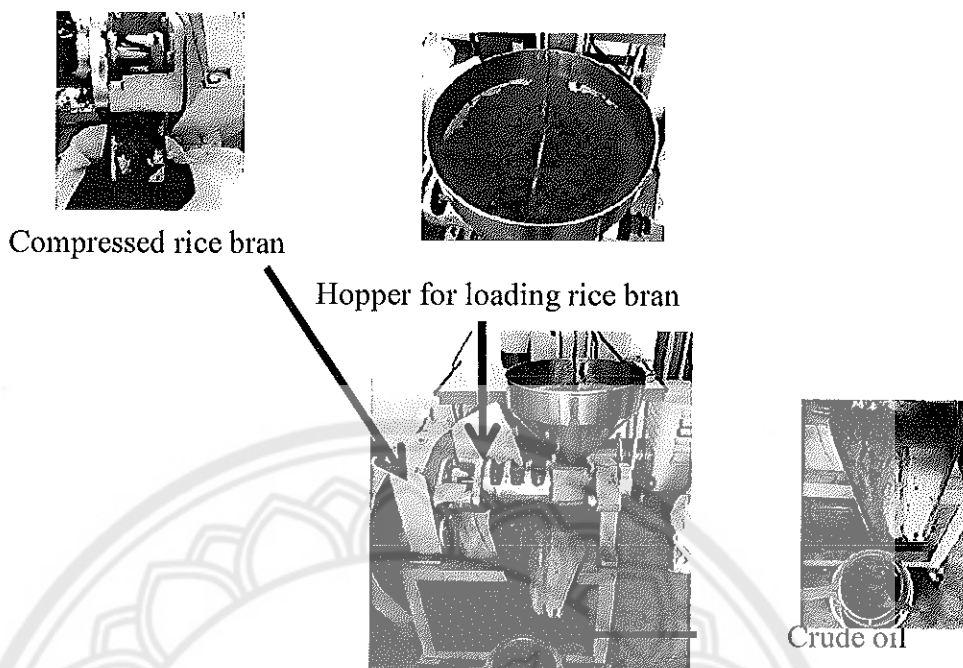 Compressed rice bran
Hopper for loading rice bran
Crude oil